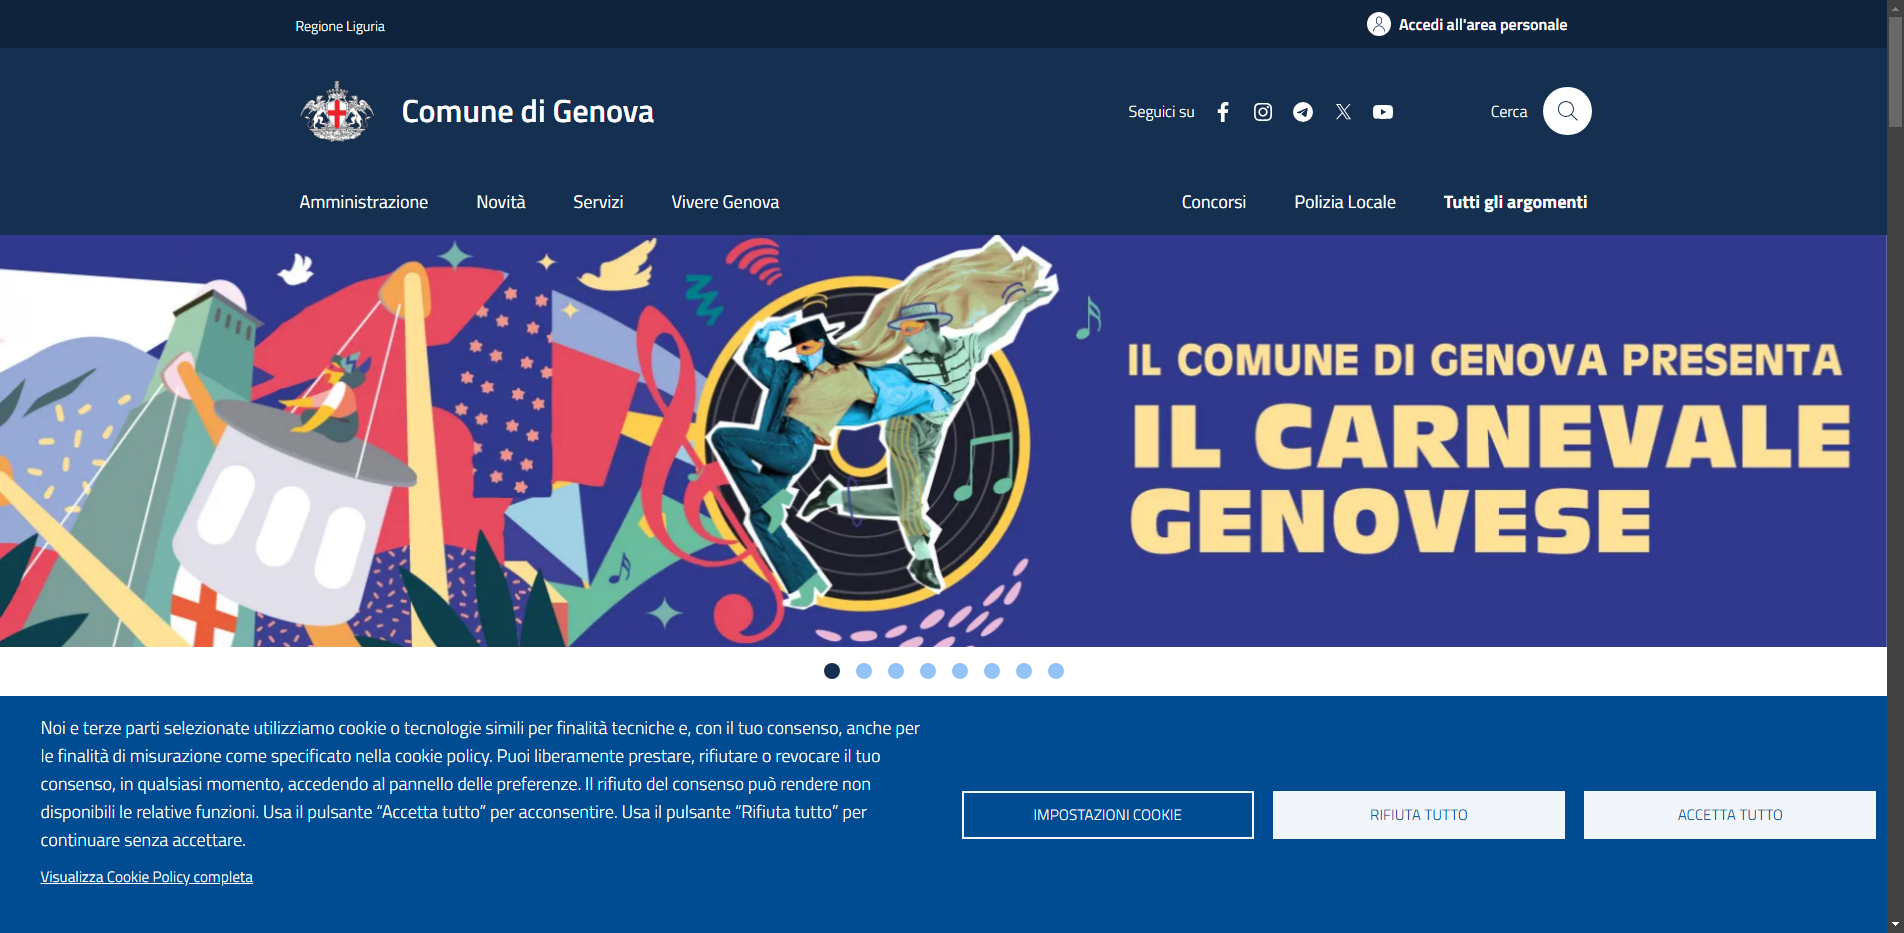 Regione Liguria
Accedi all'area personale
Comune di Genova
Seguici su
Cerca
Amministrazione
Novità
Servizi
Vivere Genova
Concorsi
Polizia Locale
Tutti gli argomenti
IL COMUNE DI GENOVA PRESENTA
IL CARNEVALE
GENOVESE
Noi e terze parti selezionate utilizziamo cookie o tecnologie simili per finalità tecniche e, con il tuo consenso, anche per
le finalità di misurazione come specificato nella cookie policy. Puoi liberamente prestare, rifiutare o revocare il tuo
consenso, in qualsiasi momento, accedendo al pannello delle preferenze. Il rifiuto del consenso può rendere non
disponibili le relative funzioni. Usa il pulsante “Accetta tutto” per acconsentire. Usa il pulsante “Rifiuta tutto” per
continuare senza accettare.
Visualizza Cookie Policy completa
IMPOSTAZIONI COOKIE
RIFIUTA TUTTO
ACCETTA TUTTO